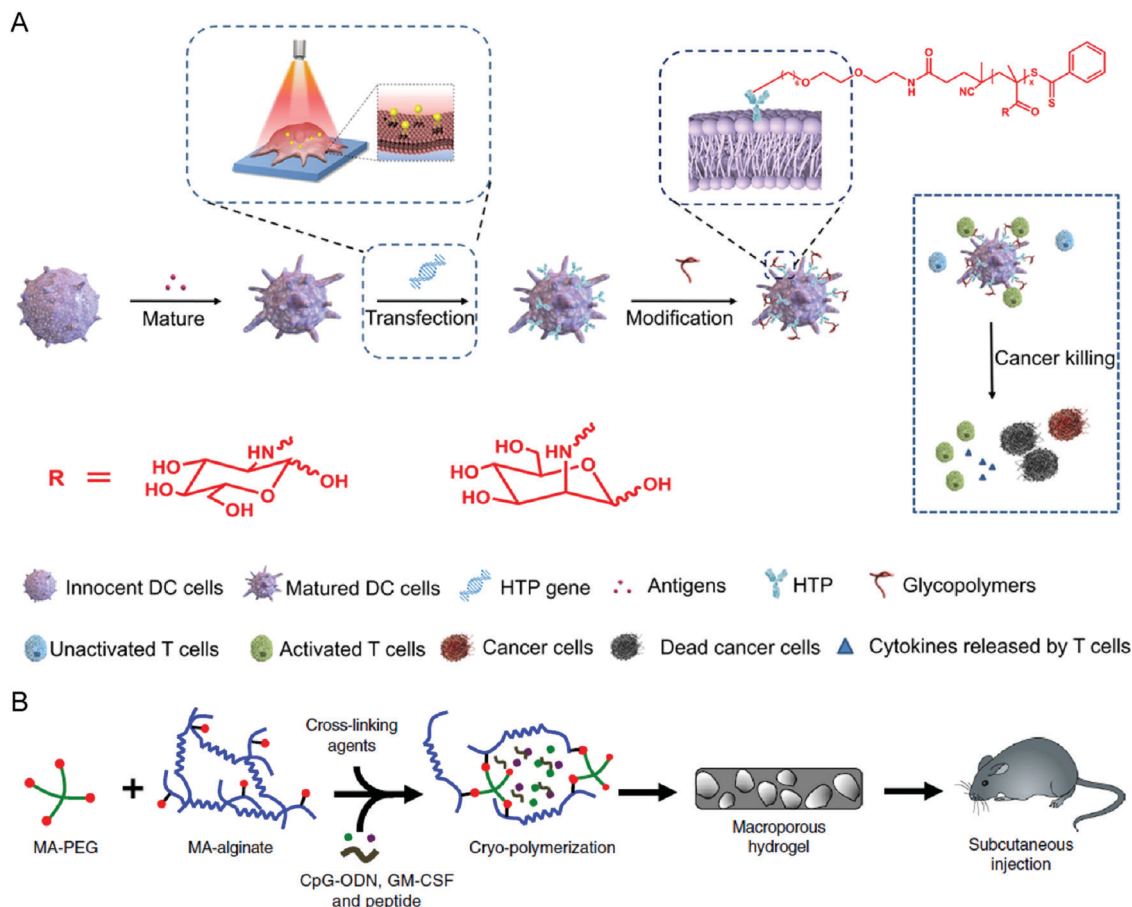 A
O
O
N
H
O
NC
x
S
S
R
O
6
Mature
Transfection
Modification
Cancer killing
R =
HO
HN
HO
O
OH
OH
HO
HN
HO
O
HO
OH
Innocent DC cells
Matured DC cells
HTP gene
Antigens
HTP
Glycopolymers
Unactivated T cells
Activated T cells
Cancer cells
Dead cancer cells
Cytokines released by T cells
B
Cross-linking
agents
+
MA-PEG
MA-alginate
Cryo-polymerization
Macroporous
hydrogel
Subcutaneous
injection
CpG-ODN, GM-CSF
and peptide